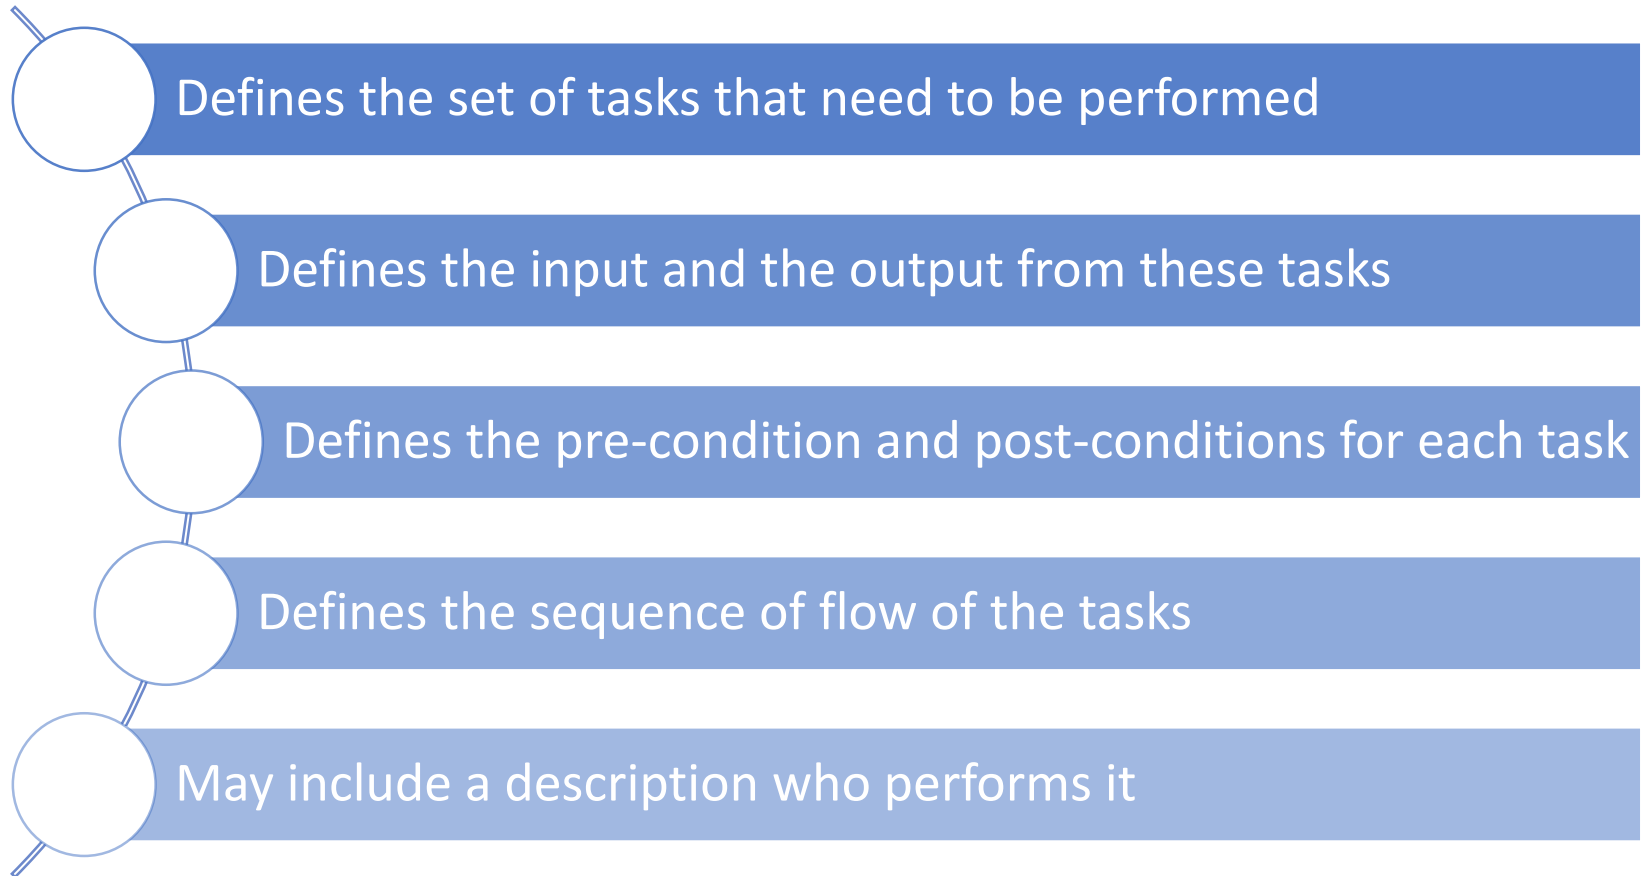 Defines the set of tasks that need to be performed
Defines the input and the output from these tasks
Defines the pre-condition and post-conditions for each task
Defines the sequence of flow of the tasks
May include a description who performs it